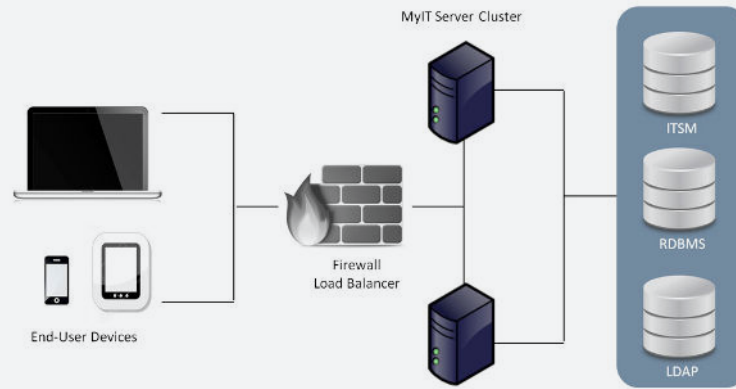 MyIT Server Cluster
ITSM
RDBMS
Firewall
Load Balancer
End-User Devices
LDAP